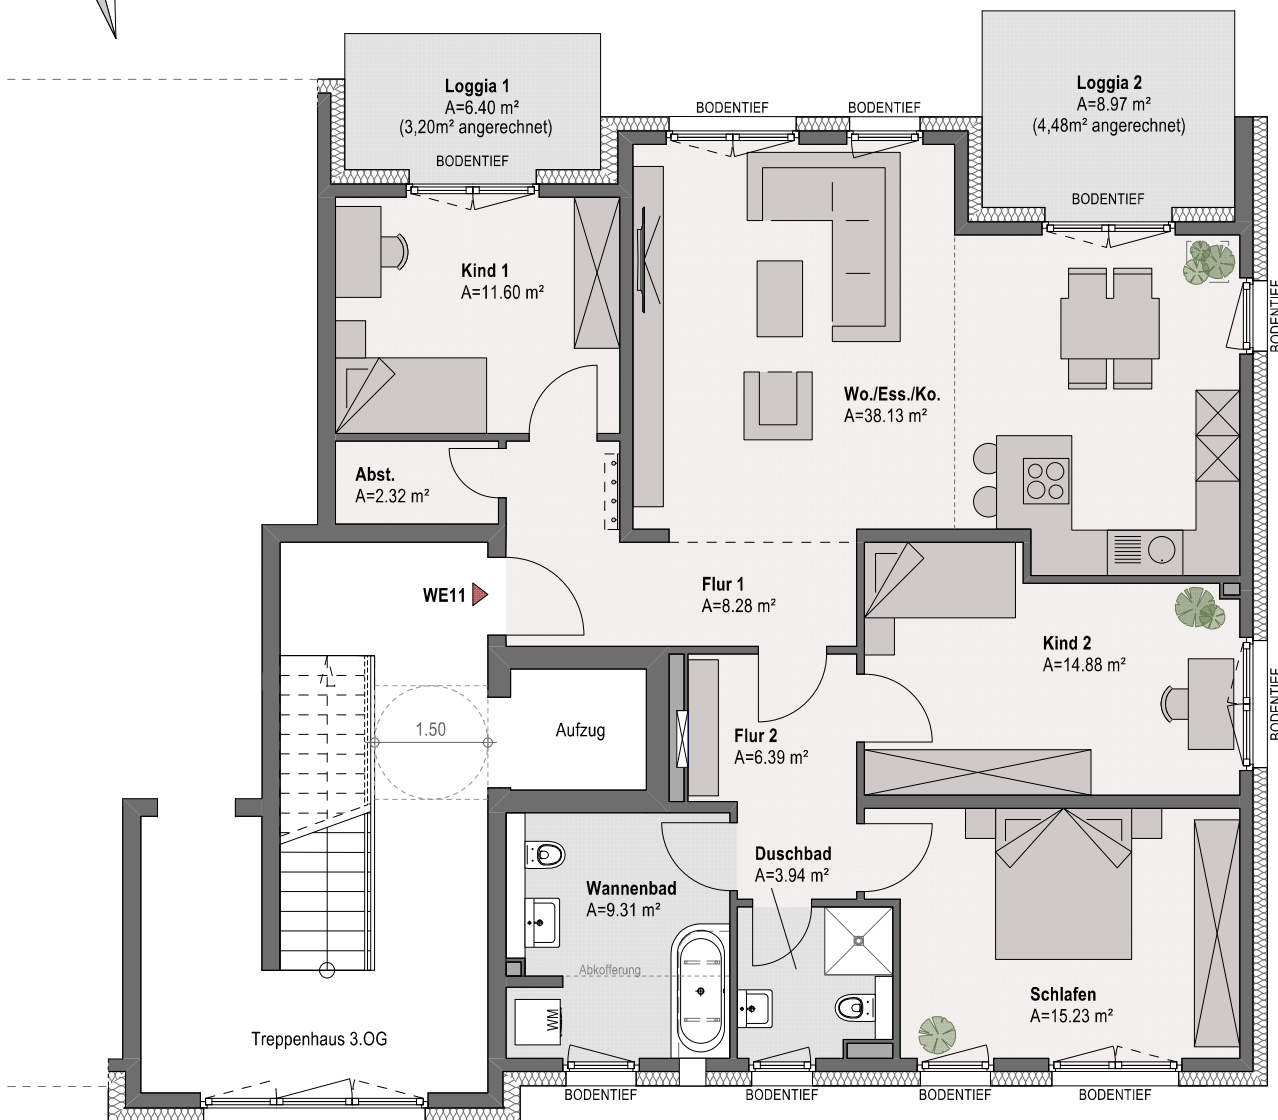 Loggia 1
A=6.40 m²
(3,20m² angerechnet)
BODENTIEF
BODENTIEF
BODENTIEF
Loggia 2
A=8.97 m²
(4,48m² angerechnet)
BODENTIEF
Kind 1
A=11.60 m²
BODENTIEF
Wo./Ess./Ko.
A=38.13 m²
Abst.
A=2.32 m²
WE11
Flur 1
A=8.28 m²
Kind 2
A=14.88 m²
BODENTIEF
1.50
Aufzug
Flur 2
A=6.39 m²
Duschbad
A=3.94 m²
Wannenbad
A=9.31 m²
Abkofferung
WM
Schlafen
A=15.23 m²
Treppenhaus 3.OG
BODENTIEF
BODENTIEF
BODENTIEF
BODENTIEF